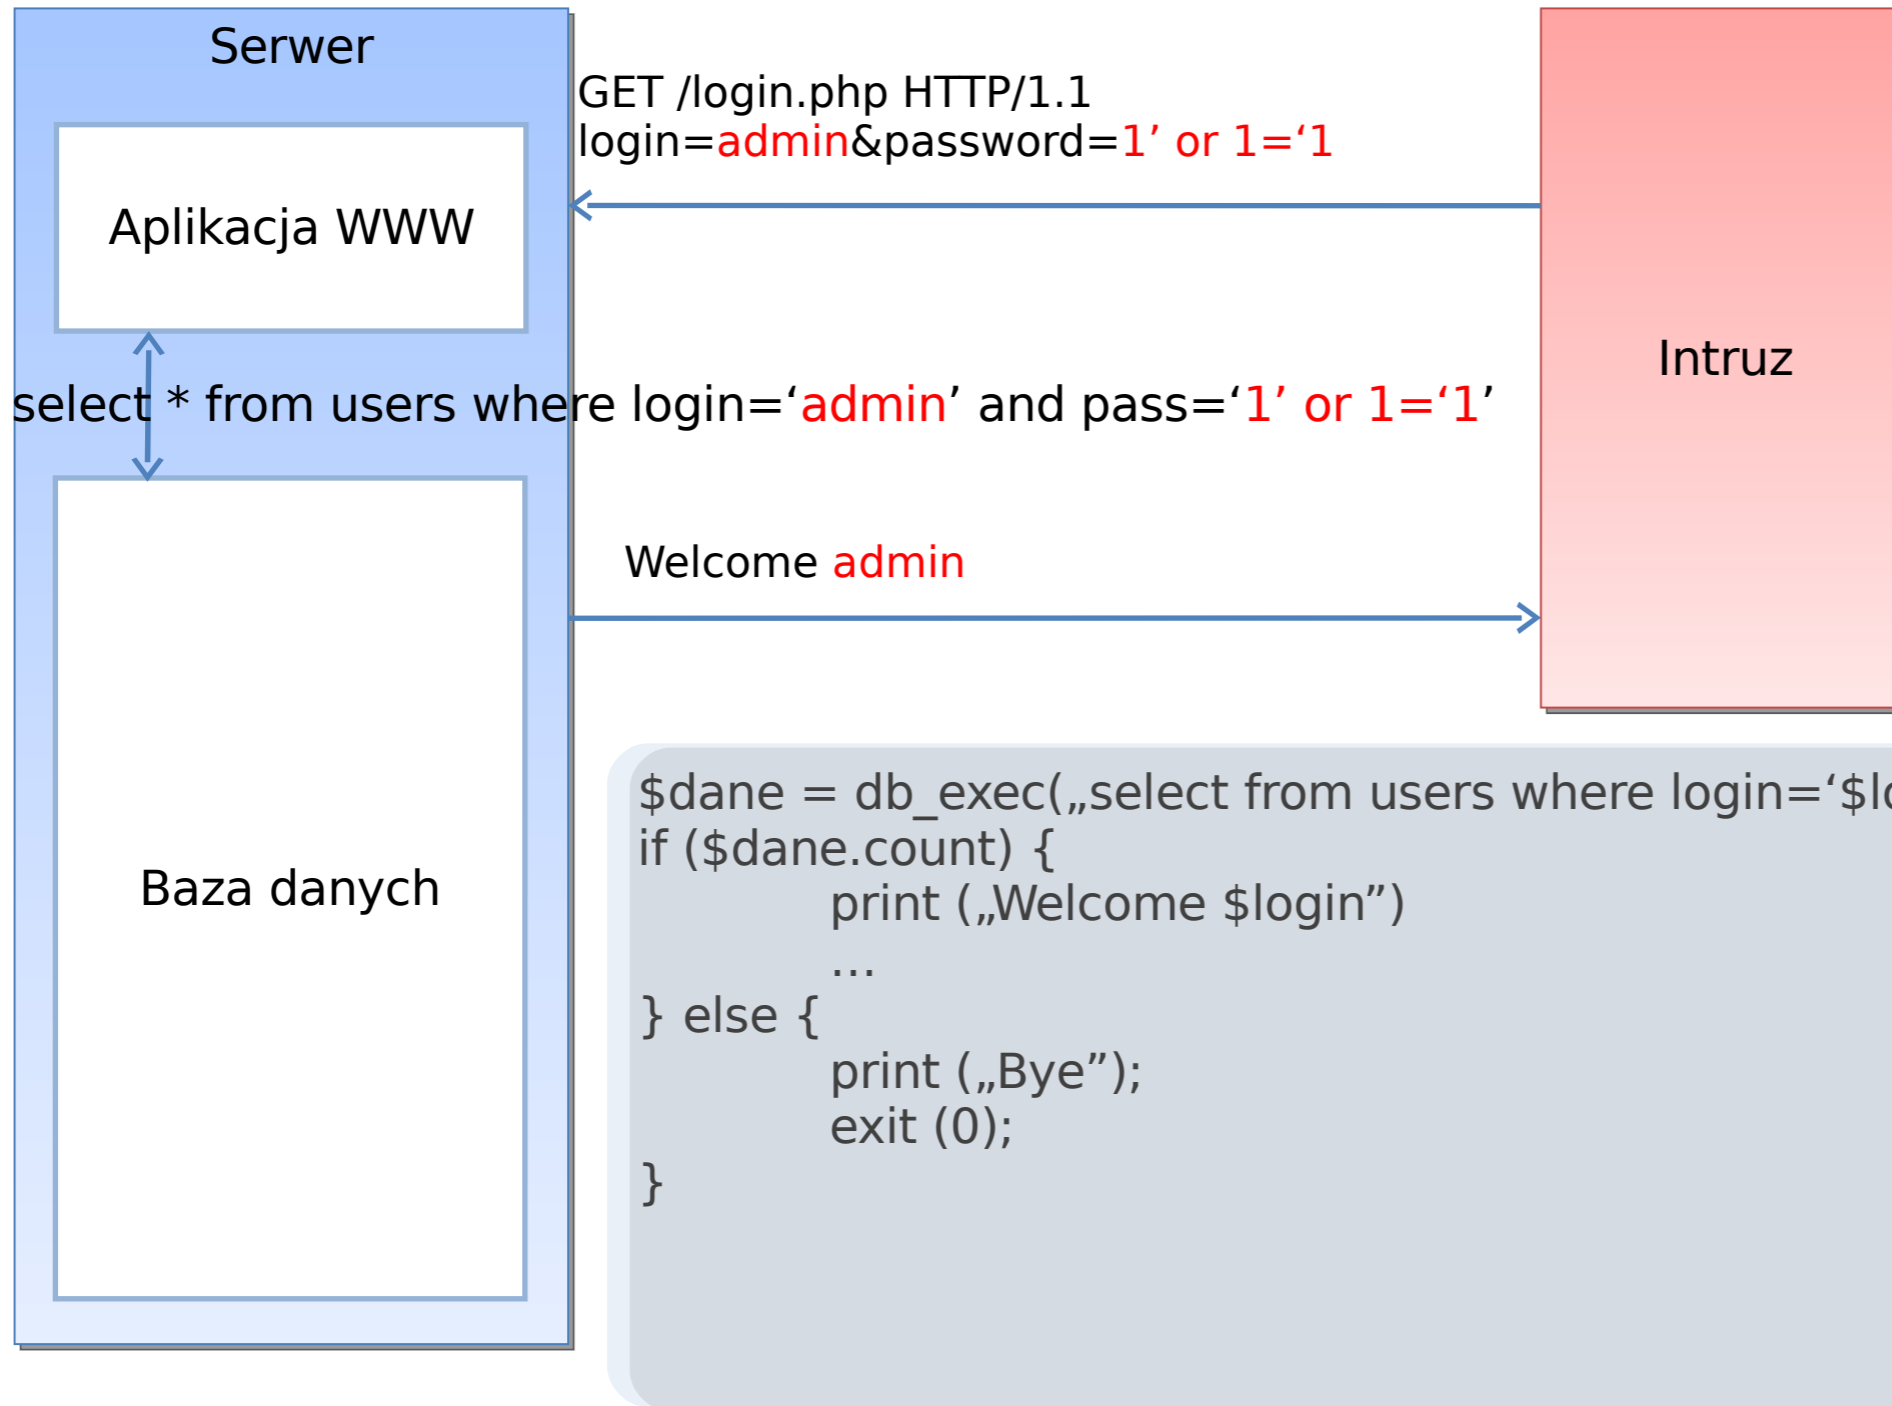 Serwer
GET /login.php HTTP/1.1
login=admin&password=1’ or 1=‘1
Aplikacja WWW
Intruz
select * from users where login=‘admin’ and pass=‘1’ or 1=‘1’
Welcome admin
$dane = db_exec(„select from users where login=‘$lo
if ($dane.count) {
print („Welcome $login”)
...
} else {
print („Bye”);
exit (0);
}
Baza danych